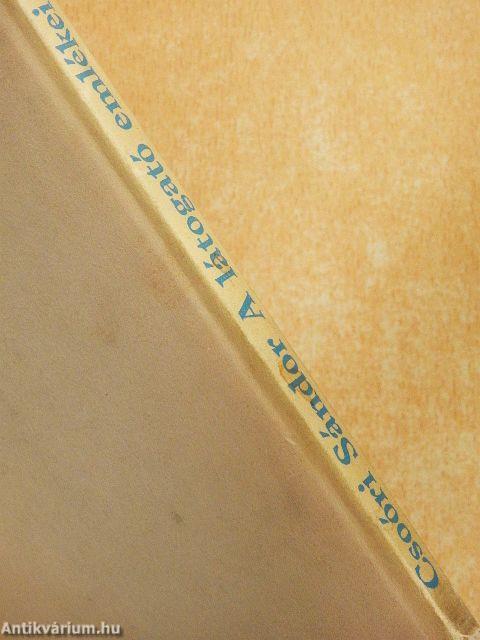 Csoóri Sándor A látogató emlékei
Antikvárium.hu